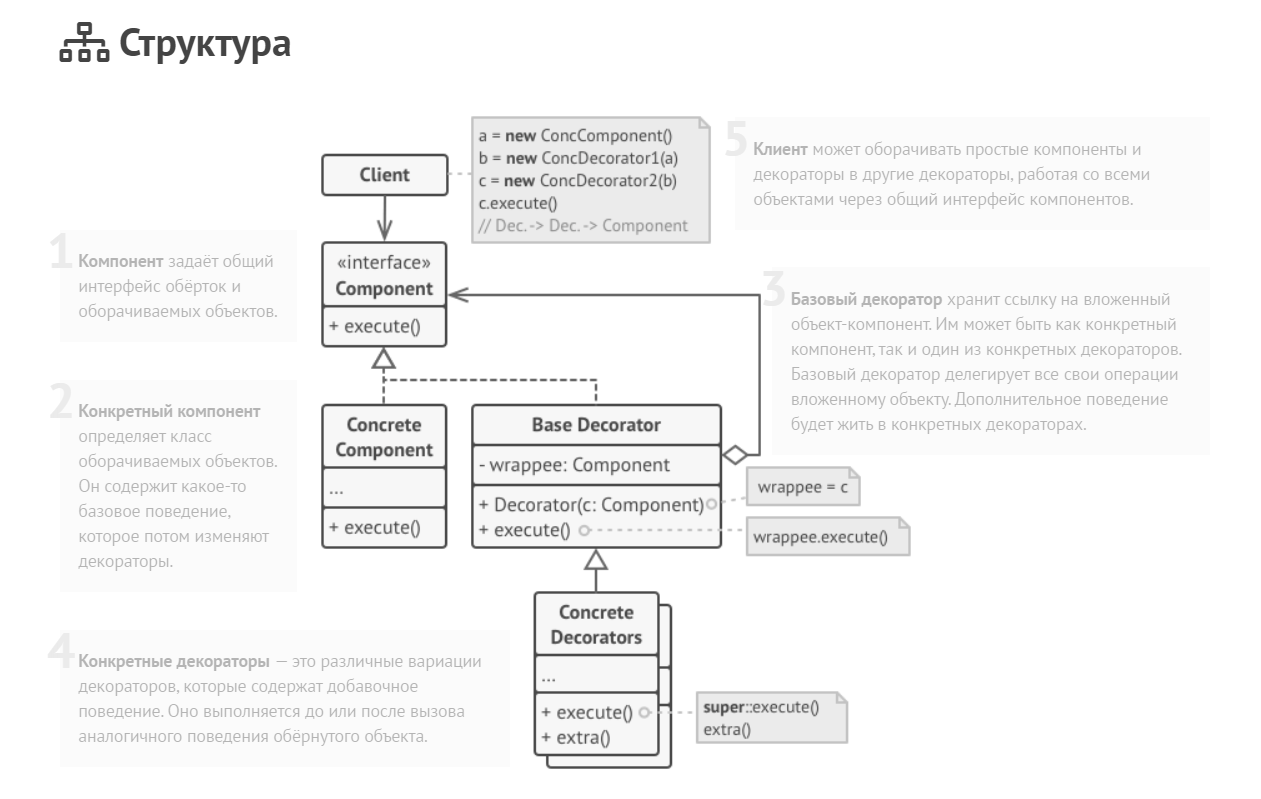 Структура
a = new ConcComponent()
b = new ConcDecorator1(a)
c = new ConcDecorator2(b)
c.execute()
// Dec. -> Dec. -> Component
5
Клиент может оборачивать простые компоненты и
декораторы в другие декораторы, работая со всеми
объектами через общий интерфейс компонентов.
Client
1
Компонент задаёт общий
интерфейс обёрток и
оборачиваемых объектов.
«interface»
Component
+ execute()
3
Базовый декоратор хранит ссылку на вложенный
объект-компонент. Им может быть как конкретный
компонент, так и один из конкретных декораторов.
Базовый декоратор делегирует все свои операции
вложенному объекту. Дополнительное поведение
будет жить в конкретных декораторах.
2
Конкретный компонент
определяет класс
оборачиваемых объектов.
Он содержит какое-то
базовое поведение,
которое потом изменяют
декораторы.
Concrete
Component
...
+ execute()
Base Decorator
- wrappee: Component
+ Decorator(c: Component)
+ execute()
wrappee = c
wrappee.execute()
4
Конкретные декораторы — это различные вариации
декораторов, которые содержат добавочное
поведение. Оно выполняется до или после вызова
аналогичного поведения обёрнутого объекта.
Concrete
Decorators
...
+ execute()
+ extra()
super::execute()
extra()